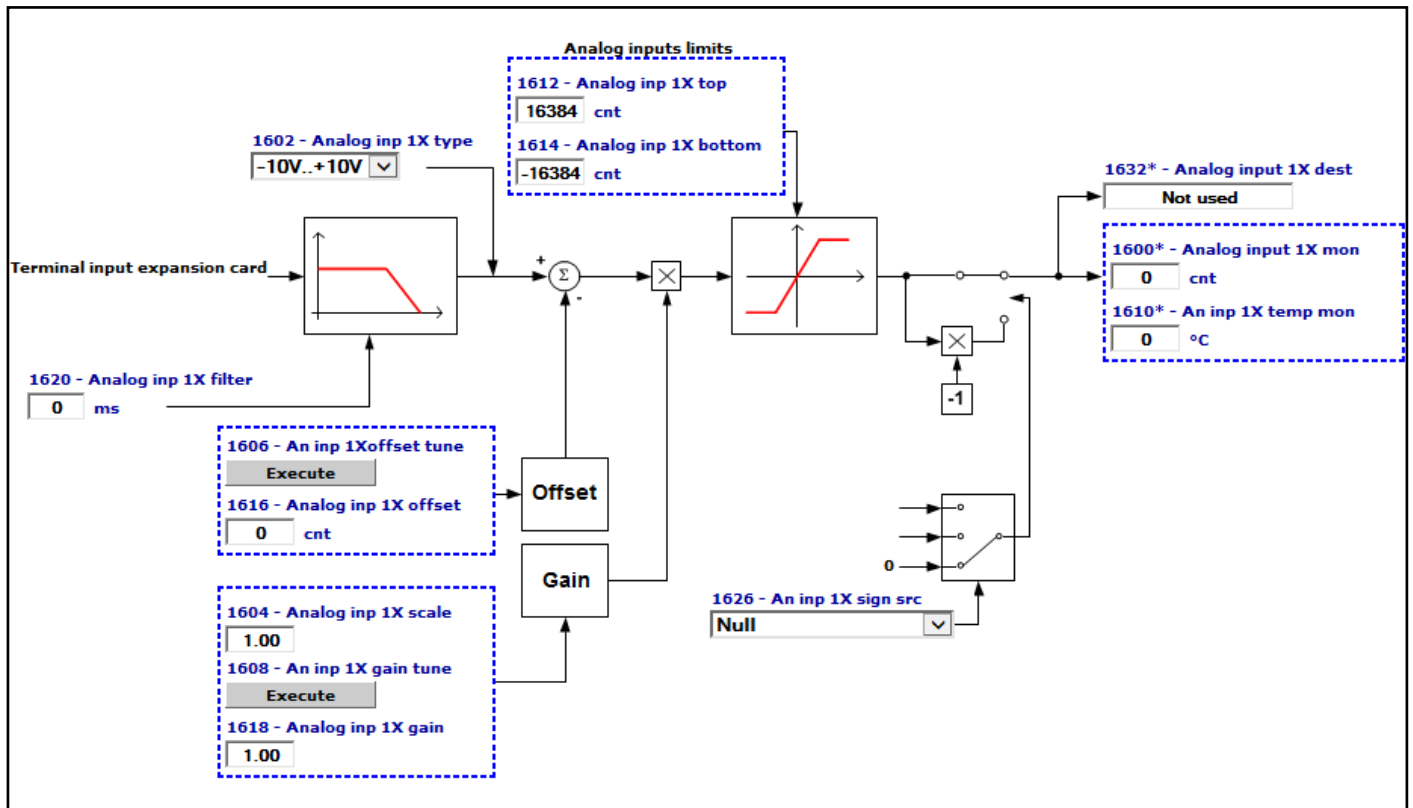 Analog inputs limits
1612 - Analog inp 1X top
16384 cnt
1614 - Analog inp 1X bottom
-16384 cnt
1602 - Analog inp 1X type
-10V..+10V
1632* - Analog input 1X dest
Not used
1600* - Analog input 1X mon
0 cnt
1610* - An inp 1X temp mon
0 °C
Terminal input expansion card
+
Σ
-
-1
1620 - Analog inp 1X filter
0 ms
1606 - An inp 1Xoffset tune
Execute
1616 - Analog inp 1X offset
0 cnt
Offset
Gain
1604 - Analog inp 1X scale
1.00
1608 - An inp 1X gain tune
Execute
1618 - Analog inp 1X gain
1.00
0
1626 - An inp 1X sign src
Null